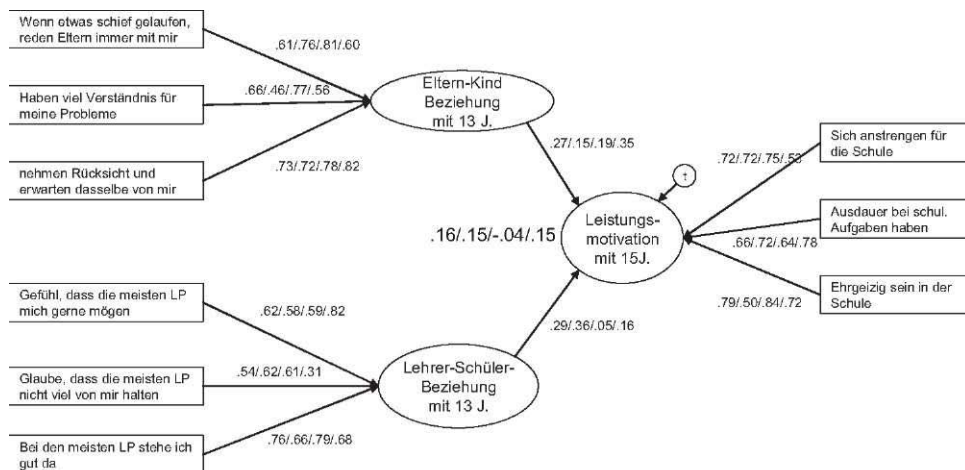 Wenn etwas schief gelaufen,
reden Eltern immer mit mir
.61/.76/.81/.60
Haben viel Verständnis für
meine Probleme
.66/.46/.77/.56
nehmen Rücksicht und
erwarten dasselbe von mir
.73/.72/.78/.82
Eltern-Kind
Beziehung
mit 13 J.
.27/.15/.19/.35
.16/.15/-.04/.15
Leistungs-
motivation
mit 15J.
Sich anstrengen für
die Schule
.72/.72/.75/.53
Ausdauer bei schul.
Aufgaben haben
.66/.72/.64/.78
Ehrgeizig sein in der
Schule
.79/.50/.84/.72
Gefühl, dass die meisten LP
mich gerne mögen
.62/.58/.59/.82
Glaube, dass die meisten LP
nicht viel von mir halten
.54/.62/.61/.31
Bei den meisten LP stehe ich
gut da
.76/.66/.79/.68
Lehrer-Schüler-
Beziehung
mit 13 J.
.29/.36/.05/.16